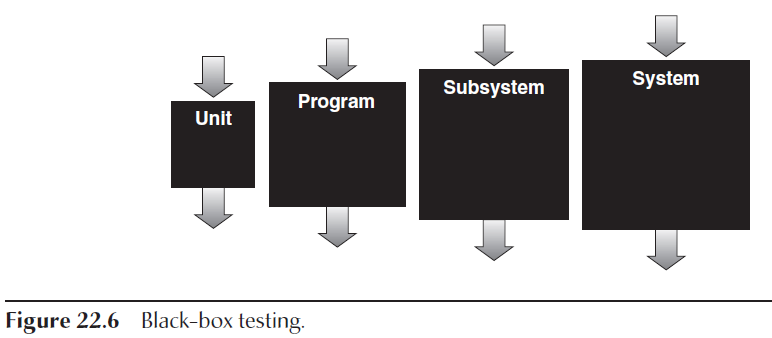 Unit
Program
Subsystem
System
Figure 22.6 Black-box testing.